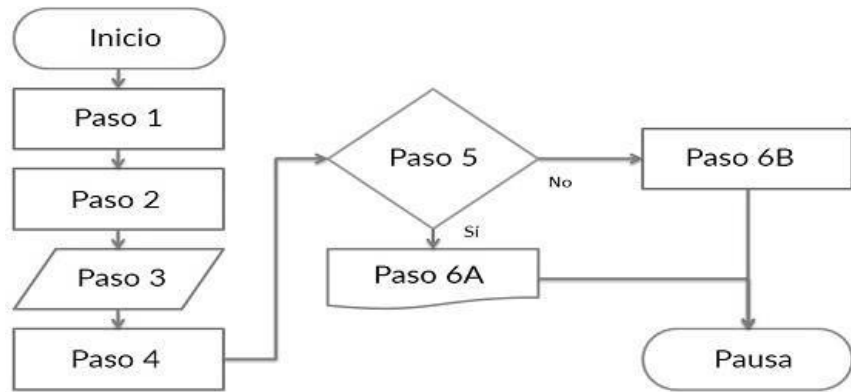 Inicio
Paso 1
Paso 2
Paso 3
Paso 4
Paso 5
No
Sí
Paso 6A
Paso 6B
Pausa